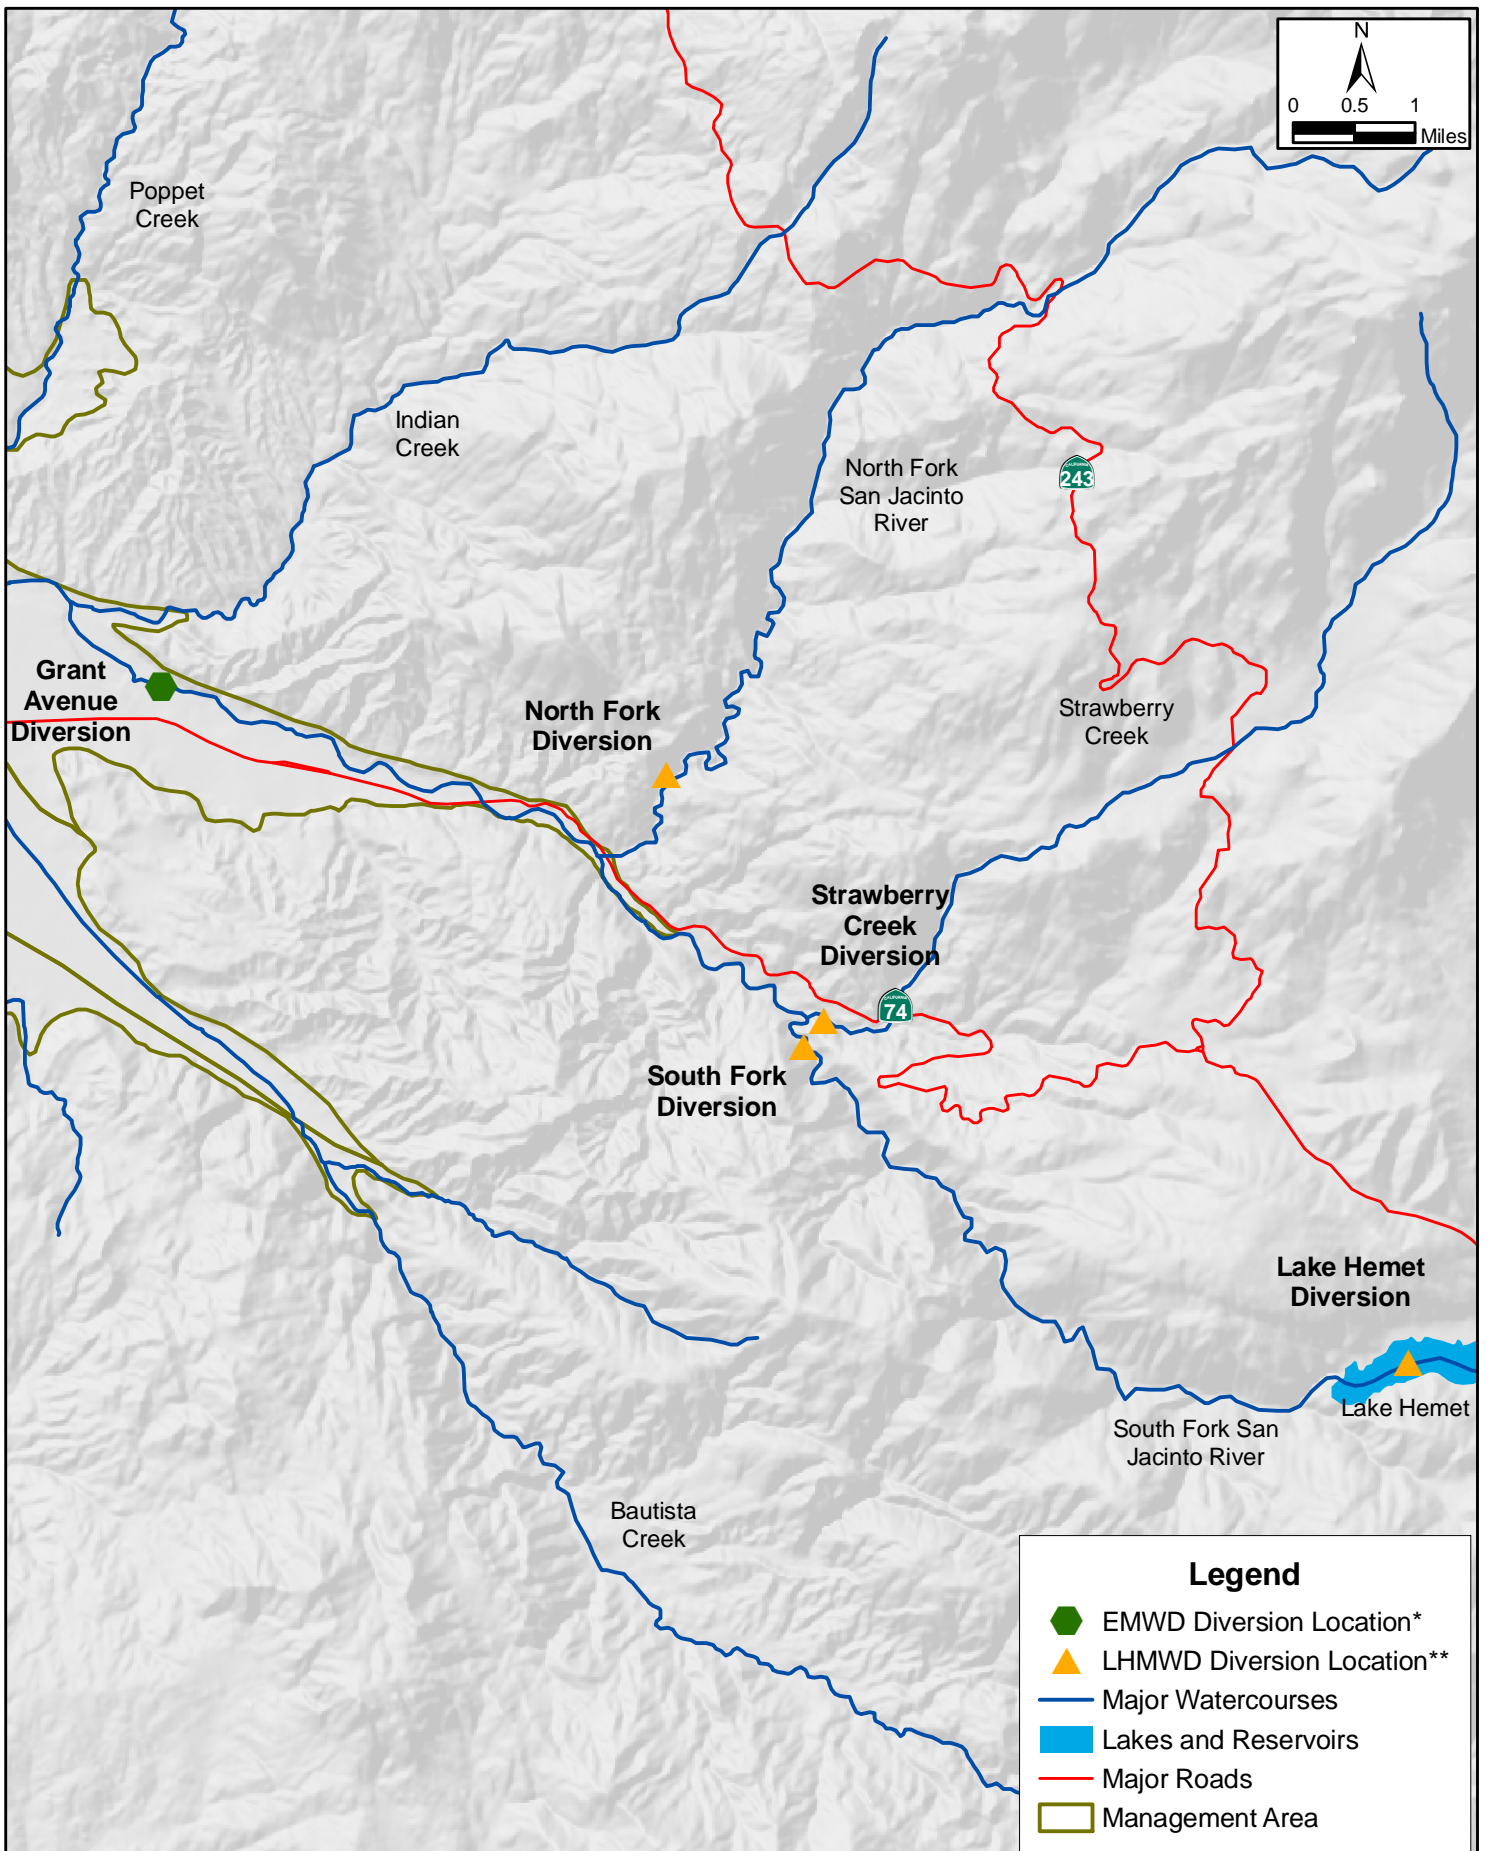 N
0 0.5 1
Miles
Poppet
Creek
Indian
Creek
North Fork
San Jacinto
River
CALIFORNIA
243
Grant
Avenue
Diversion
North Fork
Diversion
Strawberry
Creek
Strawberry
Creek
Diversion
CALIFORNIA
74
South Fork
Diversion
Lake Hemet
Diversion
Lake Hemet
South Fork San
Jacinto River
Bautista
Creek
Legend
EMWD Diversion Location*
LHMWD Diversion Location**
Major Watercourses
Lakes and Reservoirs
Major Roads
Management Area